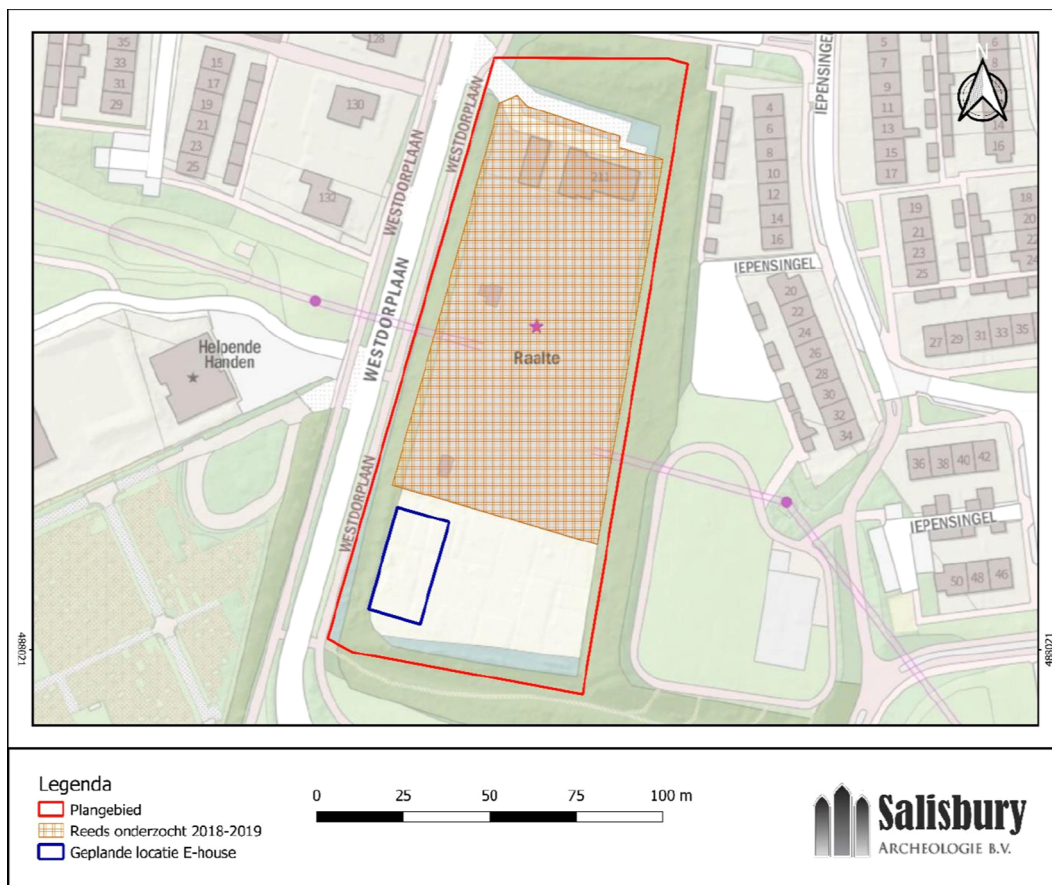 35
33
31
29
15
17
19
21
23
25
128
130
132
WESTDORPLAAN
WESTDORPLAAN
WESTDORPLAAN
WESTDORPLAAN
Helpende
Handen
211
Raalte
4
6
8
10
12
14
16
IEPENSINGEL
IEPENSINGEL
5
7
9
11
13
15
17
6
8
14
16
N
19
21
23
25
18
20
22
24
27 29 31 33 35
20
22
24
26
28
30
32
34
36 38 40 42
IEPENSINGEL
50 48 46
488021
488021
Legenda
Plangebied
Reeds onderzocht 2018-2019
Geplande locatie E-house
0 25 50 75 100 m
Salisbury
ARCHEOLOGIE B.V.